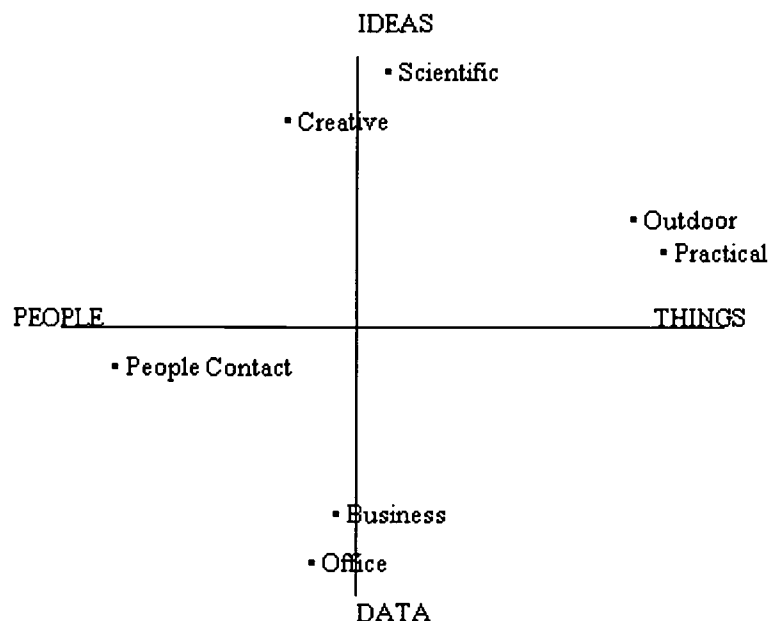 IDEAS
Scientific
Creative
Outdoor
Practical
PEOPLE
THINGS
People Contact
Business
Office
DATA